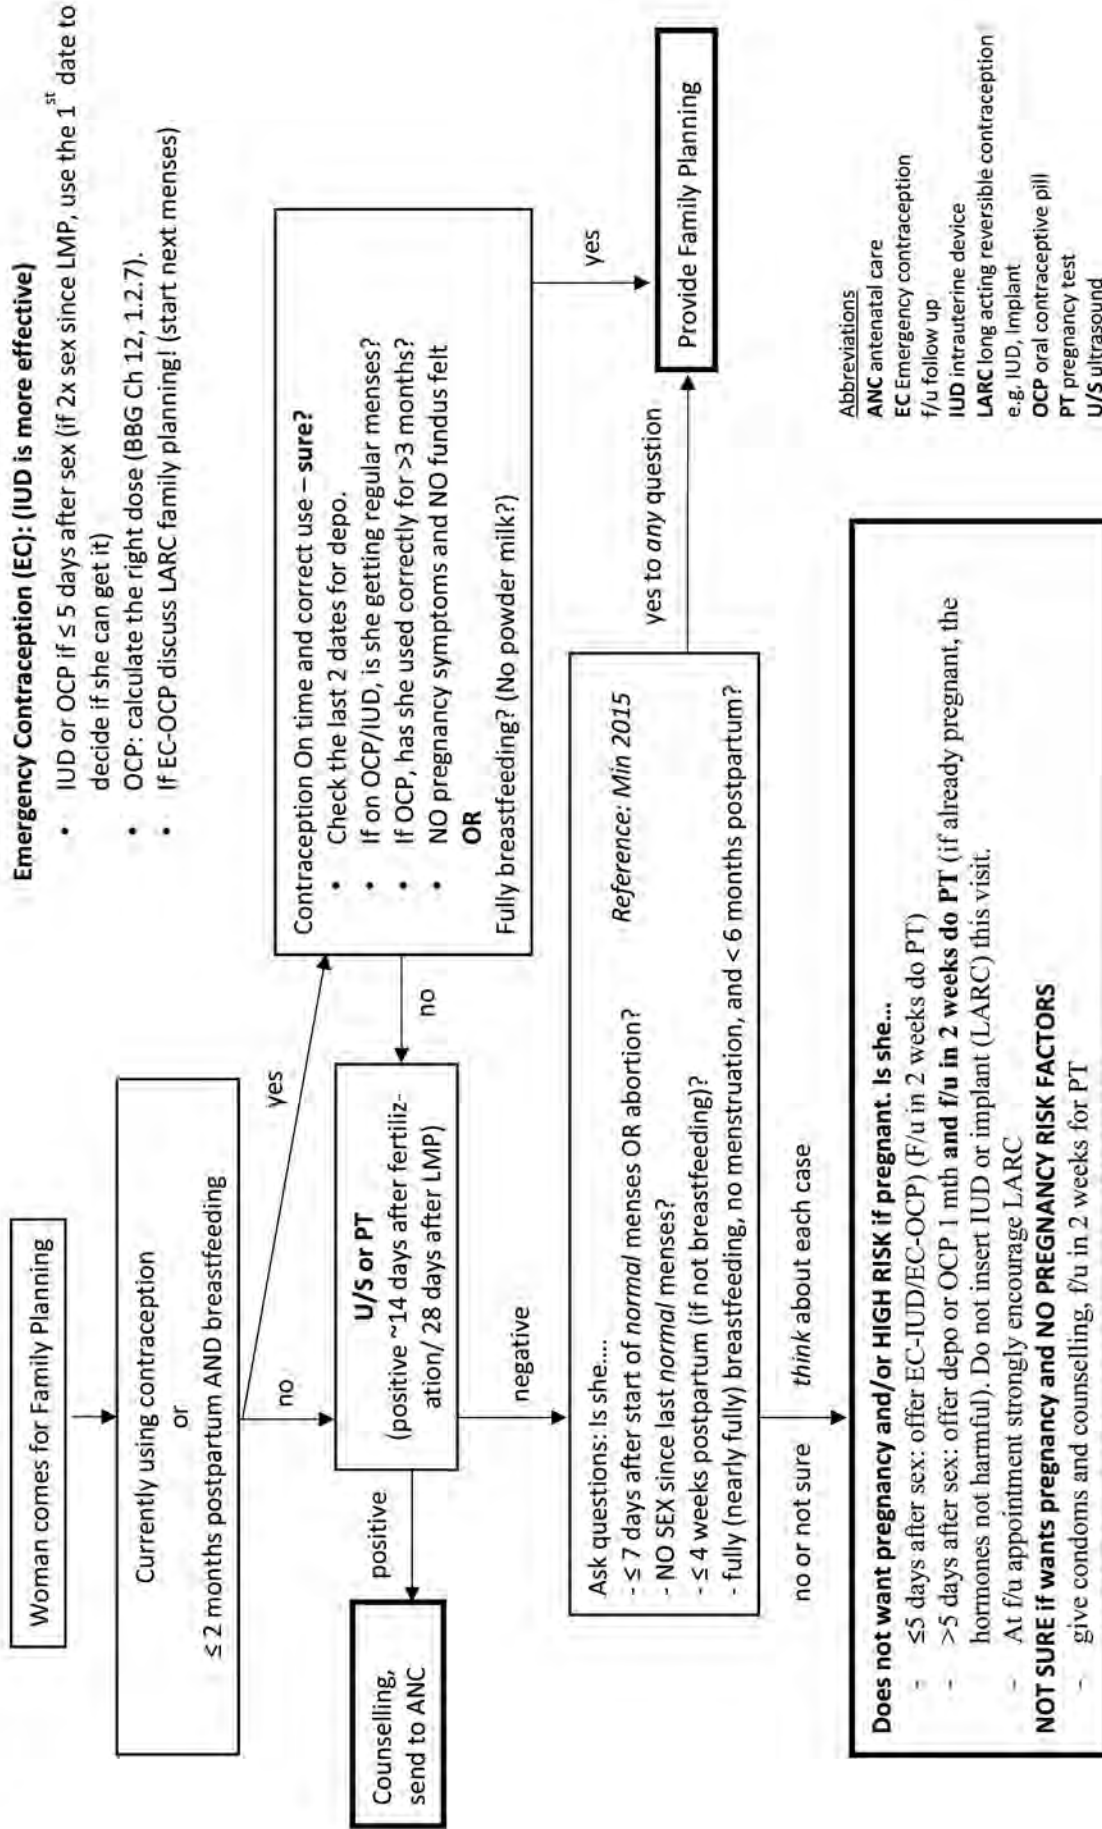 Emergency Contraception (EC): (IUD is more effective)
• IUD or OCP if ≤ 5 days after sex (if 2x sex since LMP, use the 1st date to
decide if she can get it)
• OCP: calculate the right dose (BBG Ch 12, 1.2.7).
• If EC-OCP discuss LARC family planning! (start next menses)
Woman comes for Family Planning
Currently using contraception
or
≤ 2 months postpartum AND breastfeeding
yes
no
Contraception On time and correct use – sure?
• Check the last 2 dates for depo.
• If on OCP/IUD, is she getting regular menses?
• If OCP, has she used correctly for >3 months?
• NO pregnancy symptoms and NO fundus felt
OR
Fully breastfeeding? (No powder milk?)
no
yes
U/S or PT
(positive ~14 days after fertiliz-
ation/ 28 days after LMP)
positive
Counselling,
send to ANC
negative
Ask questions: Is she....
- ≤ 7 days after start of normal menses OR abortion?
- NO SEX since last normal menses?
- ≤ 4 weeks postpartum (if not breastfeeding)?
- fully (nearly fully) breastfeeding, no menstruation, and < 6 months postpartum?
Reference: Min 2015
yes to any question
Provide Family Planning
no or not sure
think about each case
Does not want pregnancy and/or HIGH RISK if pregnant. Is she...
- ≤5 days after sex: offer EC-IUD/EC-OCP) (F/u in 2 weeks do PT)
- >5 days after sex: offer depo or OCP 1 mth and f/u in 2 weeks do PT (if already pregnant, the
hormones not harmful). Do not insert IUD or implant (LARC) this visit.
- At f/u appointment strongly encourage LARC
NOT SURE if wants pregnancy and NO PREGNANCY RISK FACTORS
- give condoms and counselling, f/u in 2 weeks for PT
Abbreviations
ANC antenatal care
EC Emergency contraception
f/u follow up
IUD intrauterine device
LARC long acting reversible contraception
e.g. IUD, Implant
OCP oral contraceptive pill
PT pregnancy test
U/S ultrasound